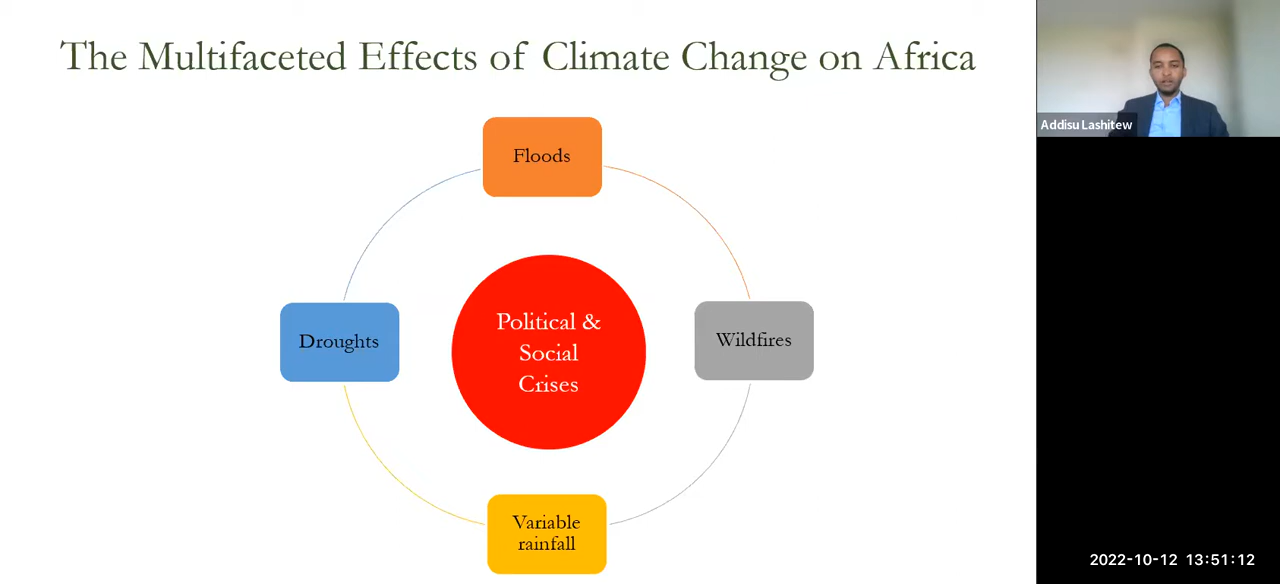 The Multifaceted Effects of Climate Change on Africa
Addisu Lashitew
Floods
Droughts
Political &
Social
Crises
Wildfires
Variable
rainfall
2022-10-12 13:51:12